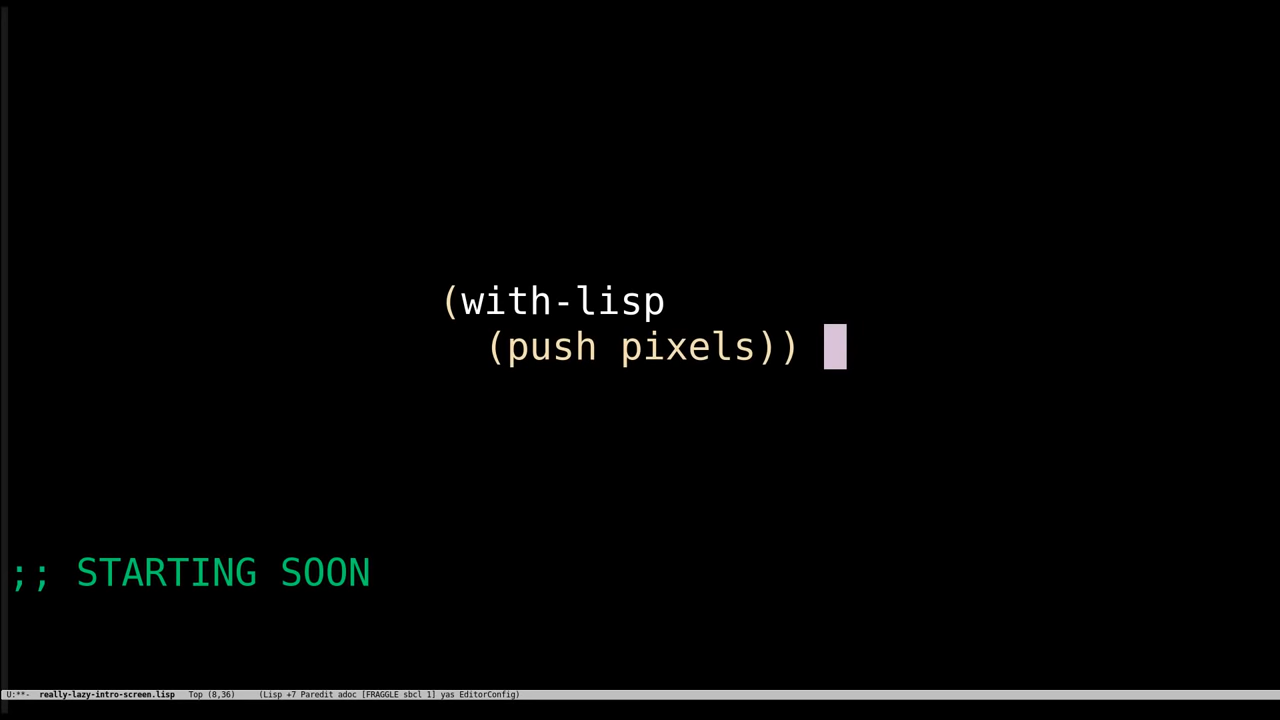 (with-lisp
(push pixels))
;; STARTING SOON
U:**- really-lazy-intro-screen.lisp Top (8,36) (Lisp +7 Paredit adoc [FRAGGLE sbcl 1] yas EditorConfig)